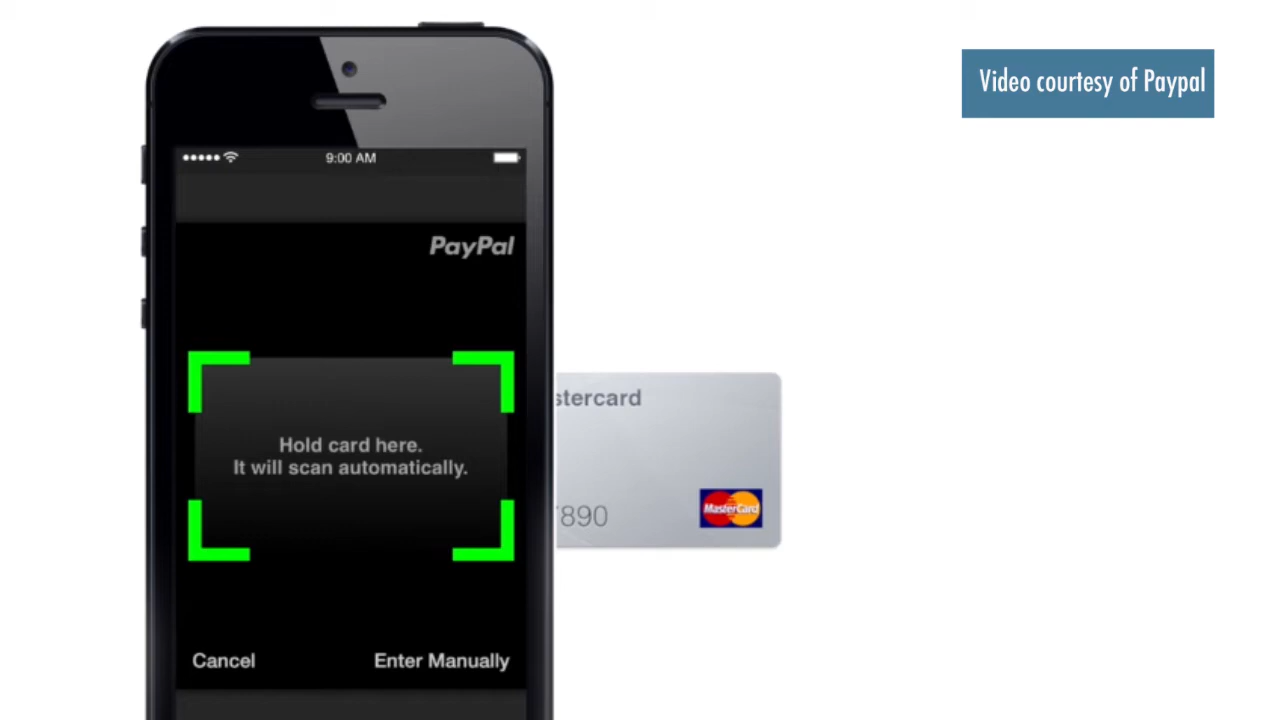 Video courtesy of Paypal
9:00 AM
PayPal
stercard
Hold card here.
It will scan automatically.
7890
MasterCard
Cancel
Enter Manually